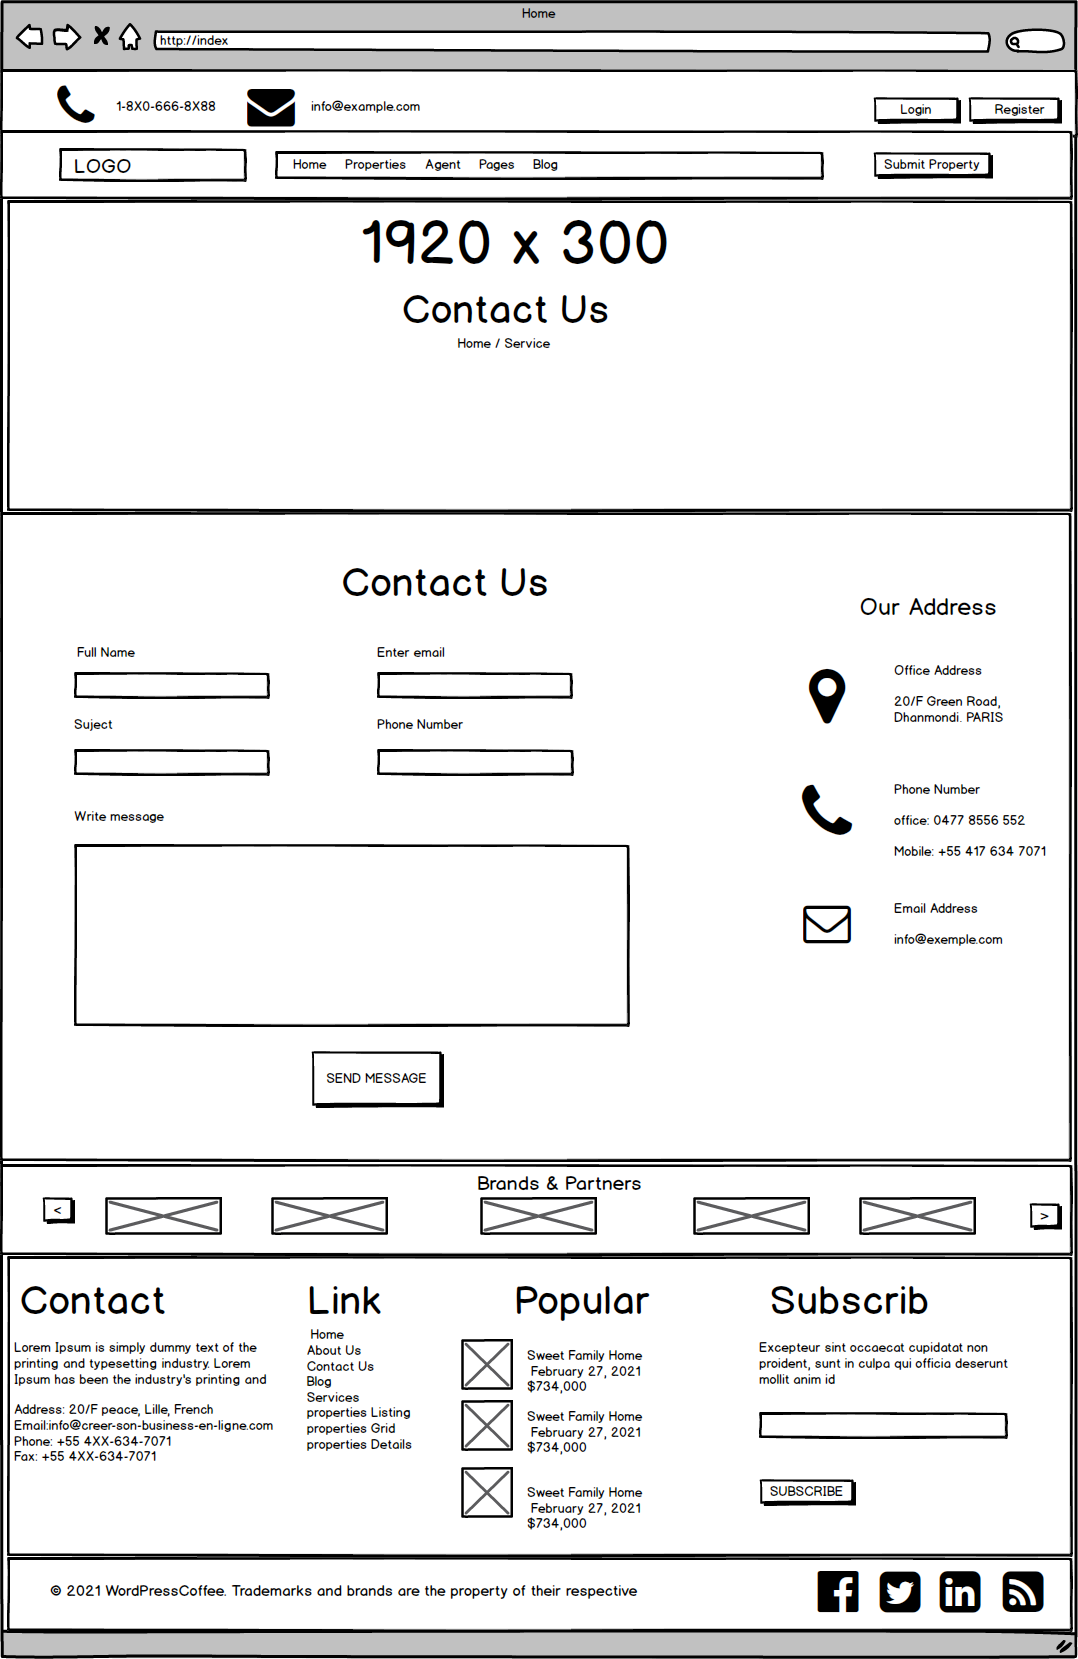 Home
http://index
1-8X0-666-8X88
info@example.com
Login
Register
LOGO
Home Properties Agent Pages Blog
Submit Property
1920 x 300
Contact Us
Home / Service
Contact Us
Our Address
Full Name
Enter email
Suject
Phone Number
Write message
SEND MESSAGE
Office Address
20/F Green Road,
Dhanmondi. PARIS
Phone Number
office: 0477 8556 552
Mobile: +55 417 634 7071
Email Address
info@exemple.com
Brands & Partners
<
>
Contact
Lorem Ipsum is simply dummy text of the
printing and typesetting industry. Lorem
Ipsum has been the industry's printing and
Address: 20/F peace, Lille, French
Email:info@creer-son-business-en-ligne.com
Phone: +55 4XX-634-7071
Fax: +55 4XX-634-7071
Link
Home
About Us
Contact Us
Blog
Services
properties Listing
properties Grid
properties Details
Popular
Sweet Family Home
February 27, 2021
$734,000
Sweet Family Home
February 27, 2021
$734,000
Sweet Family Home
February 27, 2021
$734,000
Subscrib
Excepteur sint occaecat cupidatat non
proident, sunt in culpa qui officia deserunt
mollit anim id
SUBSCRIBE
© 2021 WordPressCoffee. Trademarks and brands are the property of their respective